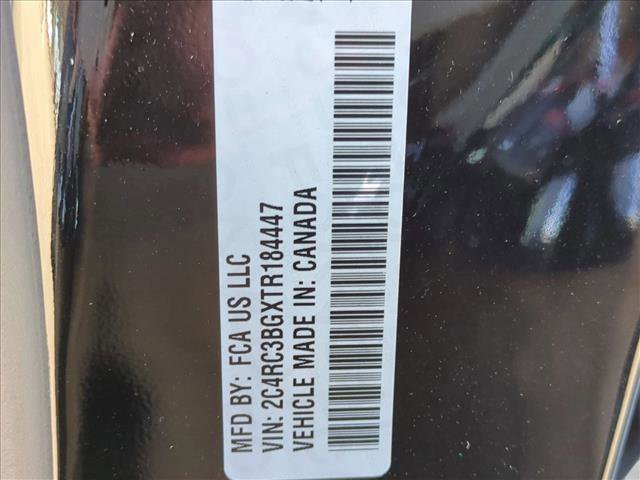 MFD BY: FCA US LLC
VIN: 2C4RC3BGXTR184447
VEHICLE MADE IN: CANADA